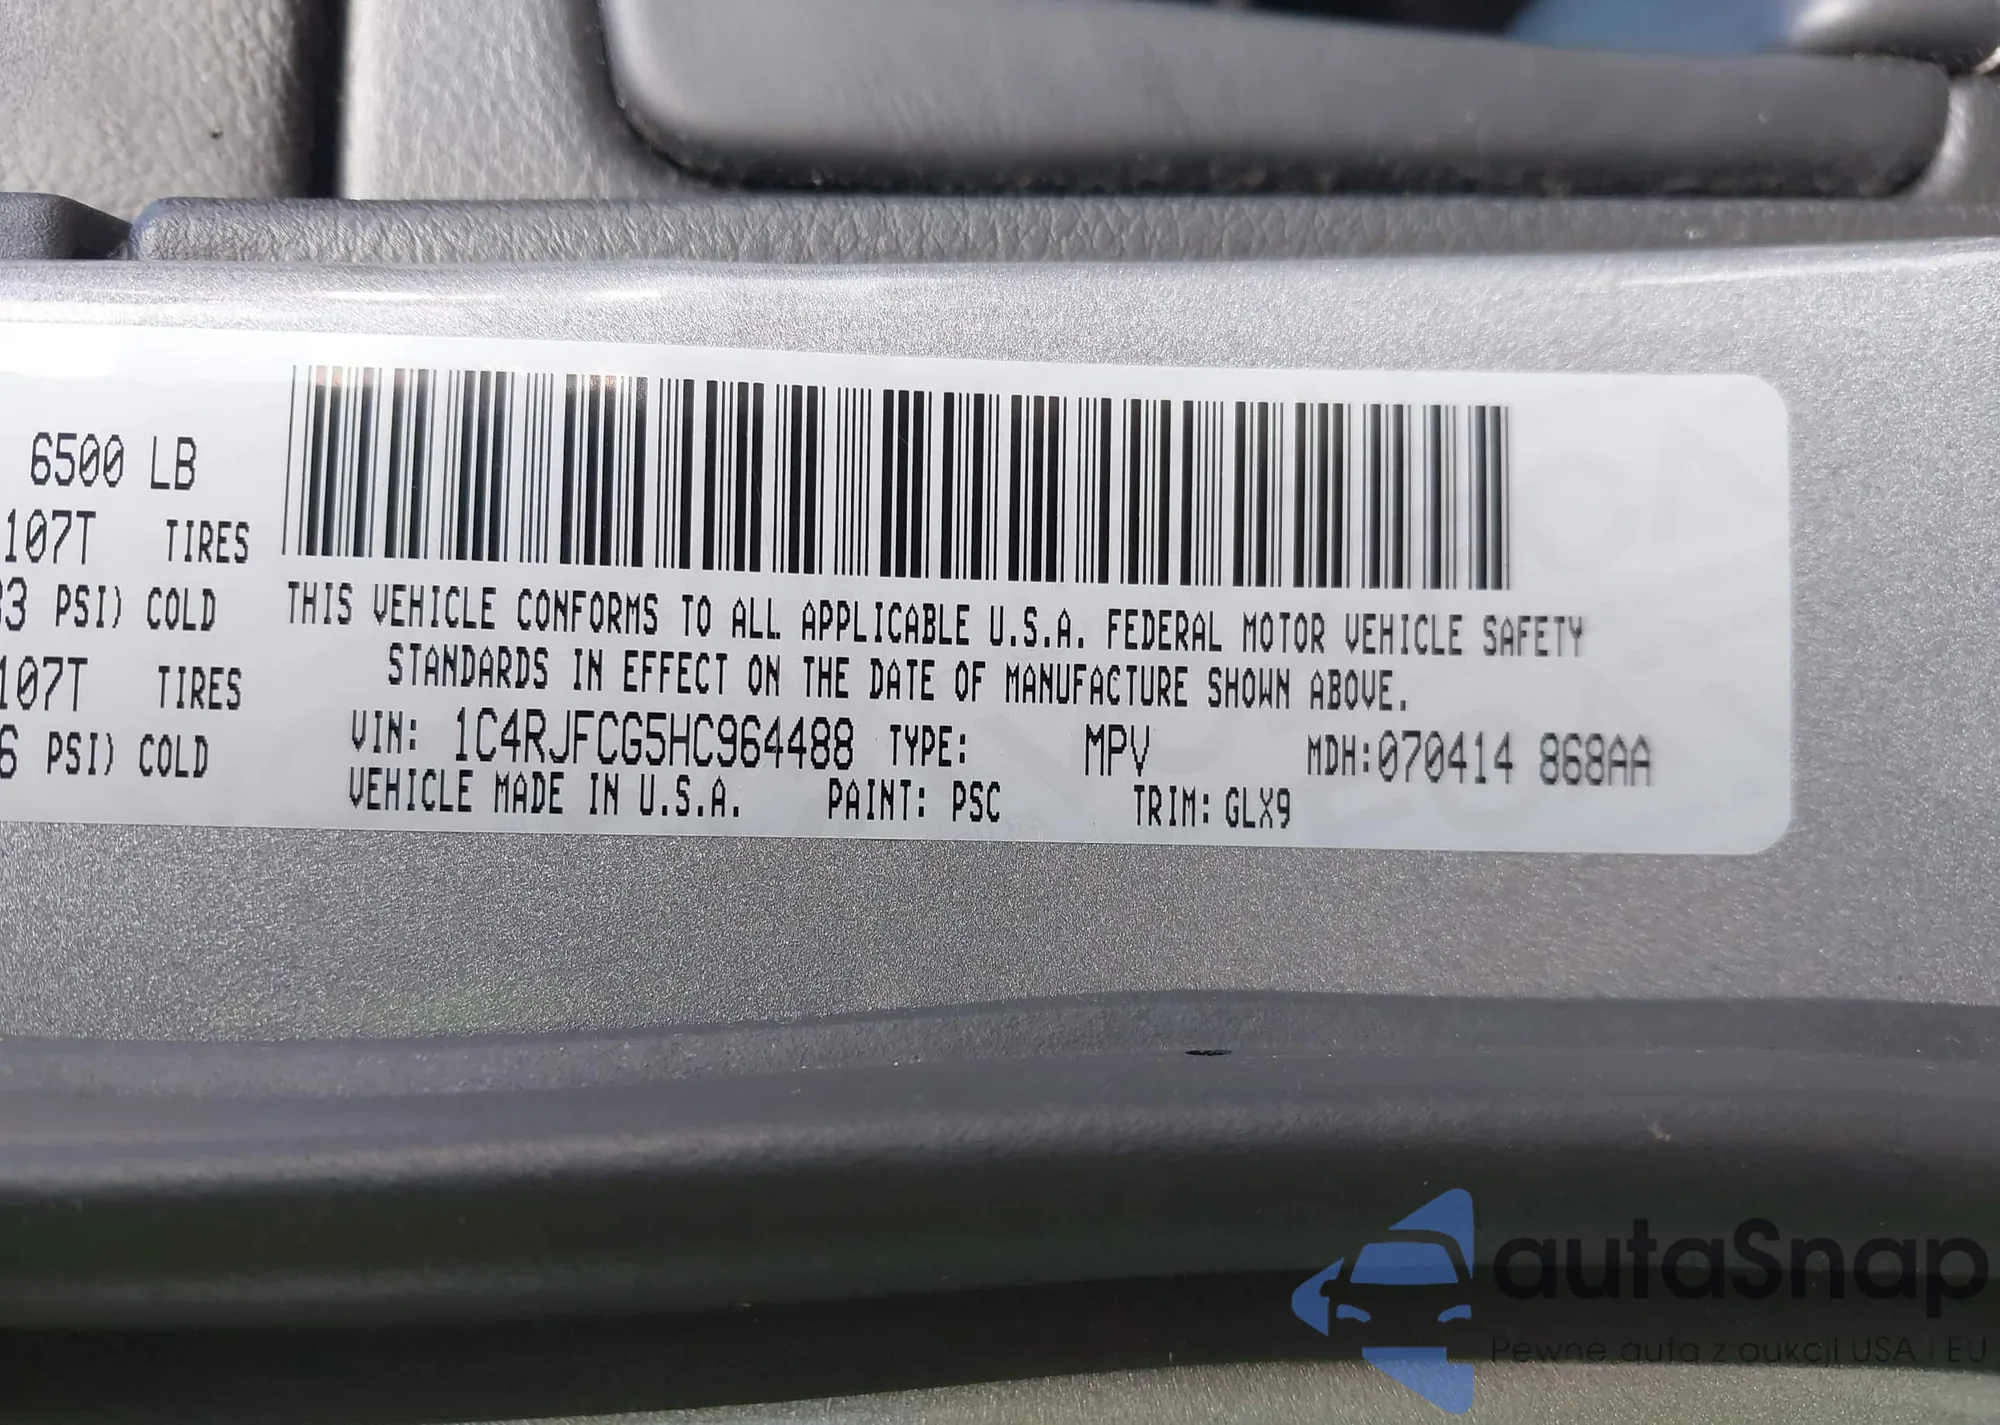 6500 LB
107T TIRES
33 PSI) COLD
107T TIRES
6 PSI) COLD
THIS VEHICLE CONFORMS TO ALL APPLICABLE U.S.A. FEDERAL MOTOR VEHICLE SAFETY
STANDARDS IN EFFECT ON THE DATE OF MANUFACTURE SHOWN ABOVE.
VIN: 1C4RJFCG5HC964488 TYPE: MPV MDH:070414 868AA
VEHICLE MADE IN U.S.A. PAINT: PSC TRIM: GLX9
autaSnap
Pewne auta z aukcji USA i EU